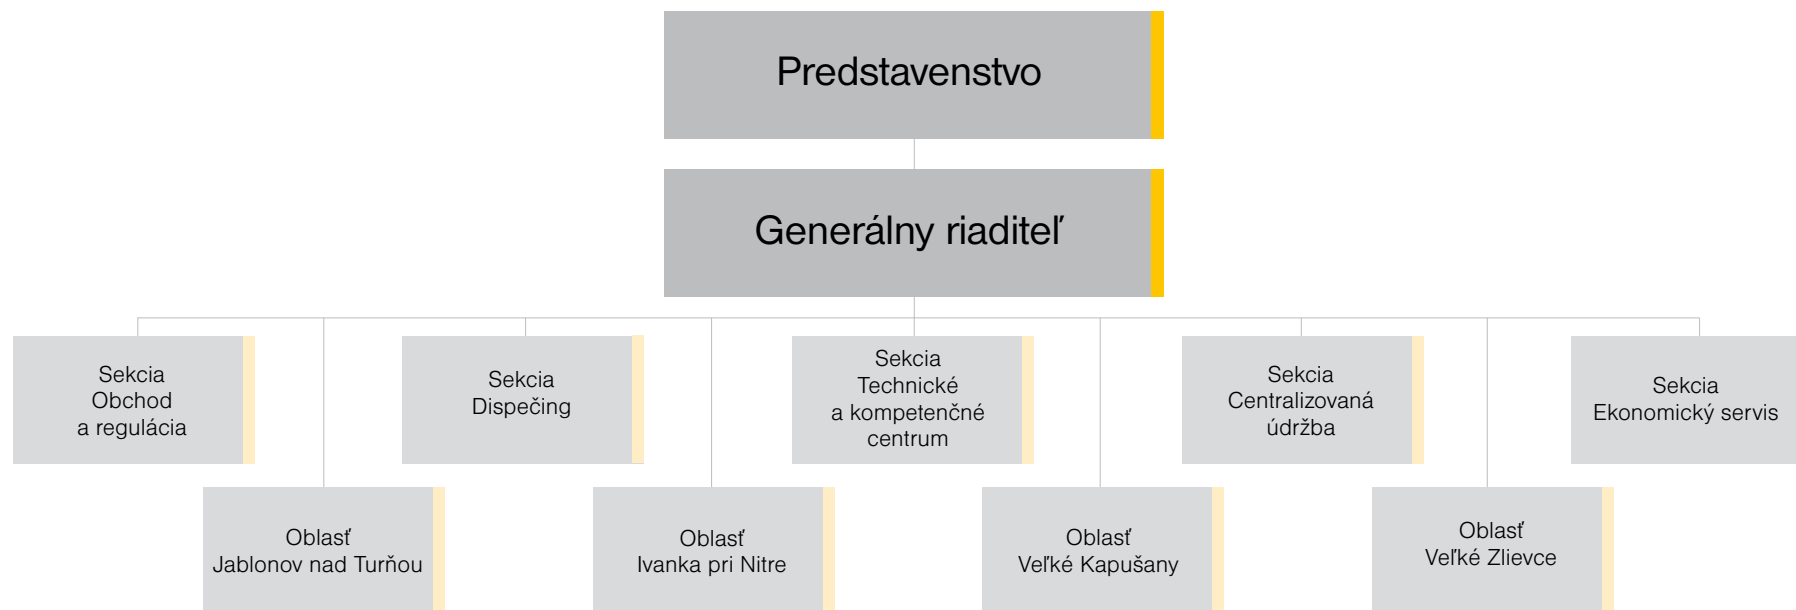 Predstavenstvo
Generálny riaditeľ
Sekcia
Obchod
a regulácia
Sekcia
Dispečing
Sekcia
Technické
a kompetenčné
centrum
Sekcia
Centralizovaná
údržba
Sekcia
Ekonomický servis
Oblasť
Jablonov nad Turňou
Oblasť
Ivanka pri Nitre
Oblasť
Veľké Kapušany
Oblasť
Veľké Zlievce